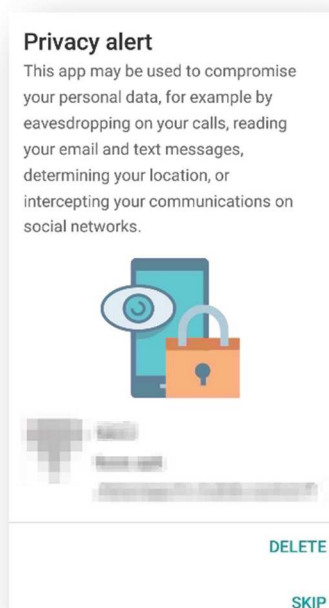 Privacy alert
This app may be used to compromise
your personal data, for example by
eavesdropping on your calls, reading
your email and text messages,
determining your location, or
intercepting your communications on
social networks.
DELETE
SKIP